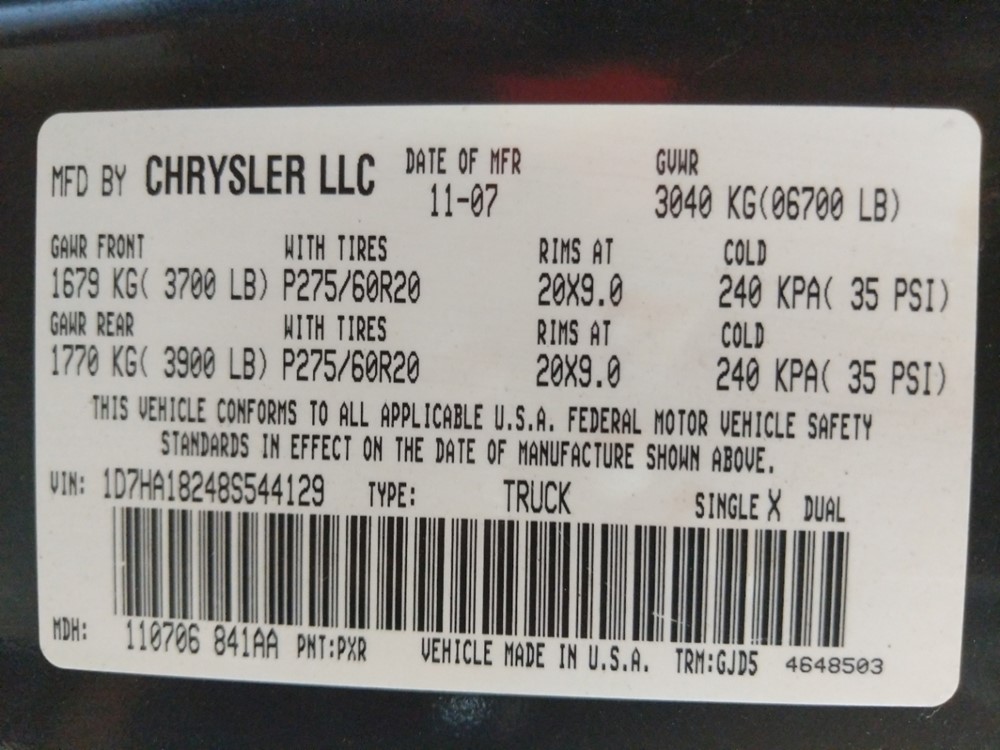 MFD BY CHRYSLER LLC DATE OF MFR GVWR
11-07 3040 KG(06700 LB)
GAWR FRONT WITH TIRES RIMS AT COLD
1679 KG( 3700 LB) P275/60R20 20X9.0 240 KPA( 35 PSI)
GAWR REAR WITH TIRES RIMS AT COLD
1770 KG( 3900 LB) P275/60R20 20X9.0 240 KPA( 35 PSI)
THIS VEHICLE CONFORMS TO ALL APPLICABLE U.S.A. FEDERAL MOTOR VEHICLE SAFETY
STANDARDS IN EFFECT ON THE DATE OF MANUFACTURE SHOWN ABOVE.
VIN: 1D7HA18248S544129 TYPE: TRUCK SINGLE X DUAL
MDH: 110706 841AA PNT:PXR VEHICLE MADE IN U.S.A. TRM:GJD5 4648503